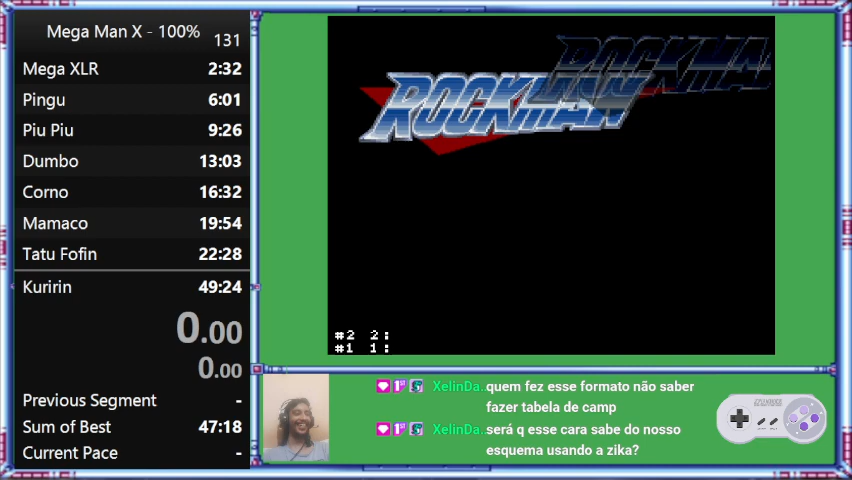 Mega Man X - 100% 131
Mega XLR 2:32
Pingu 6:01
Piu Piu 9:26
Dumbo 13:03
Corno 16:32
Mamaco 19:54
Tatu Fofin 22:28
Kuririn 49:24
0.00
0.00
Previous Segment -
Sum of Best 47:18
Current Pace -
ROCKMAN
ROCKMAN
#2 2:
#1 1:
XelinDa..quem fez esse formato não saber
fazer tabela de camp
XelinDa..será q esse cara sabe do nosso
esquema usando a zika?